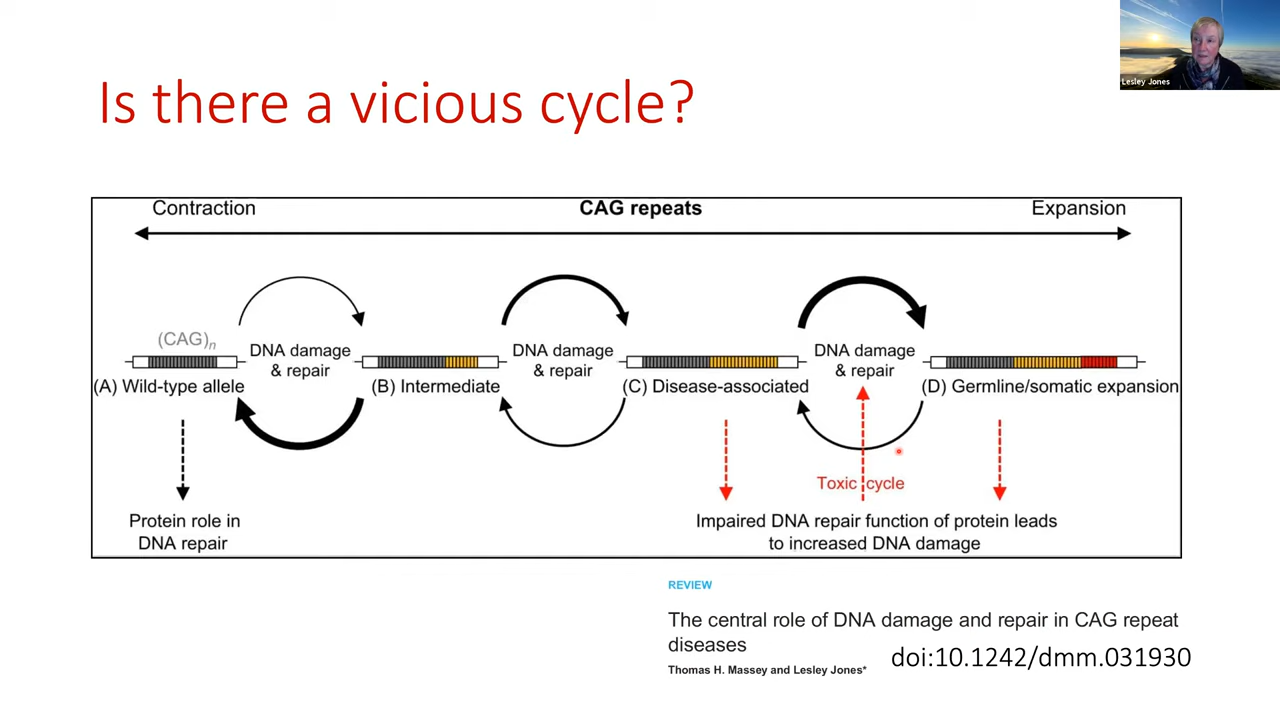 Lesley Jones
Is there a vicious cycle?
Contraction
CAG repeats
Expansion
(CAG)n
DNA damage
& repair
DNA damage
& repair
DNA damage
& repair
(A) Wild-type allele
(B) Intermediate
(C) Disease-associated
(D) Germline/somatic expansion
Toxic cycle
Protein role in
DNA repair
Impaired DNA repair function of protein leads
to increased DNA damage
REVIEW
The central role of DNA damage and repair in CAG repeat
diseases
Thomas H. Massey and Lesley Jones*
doi:10.1242/dmm.031930